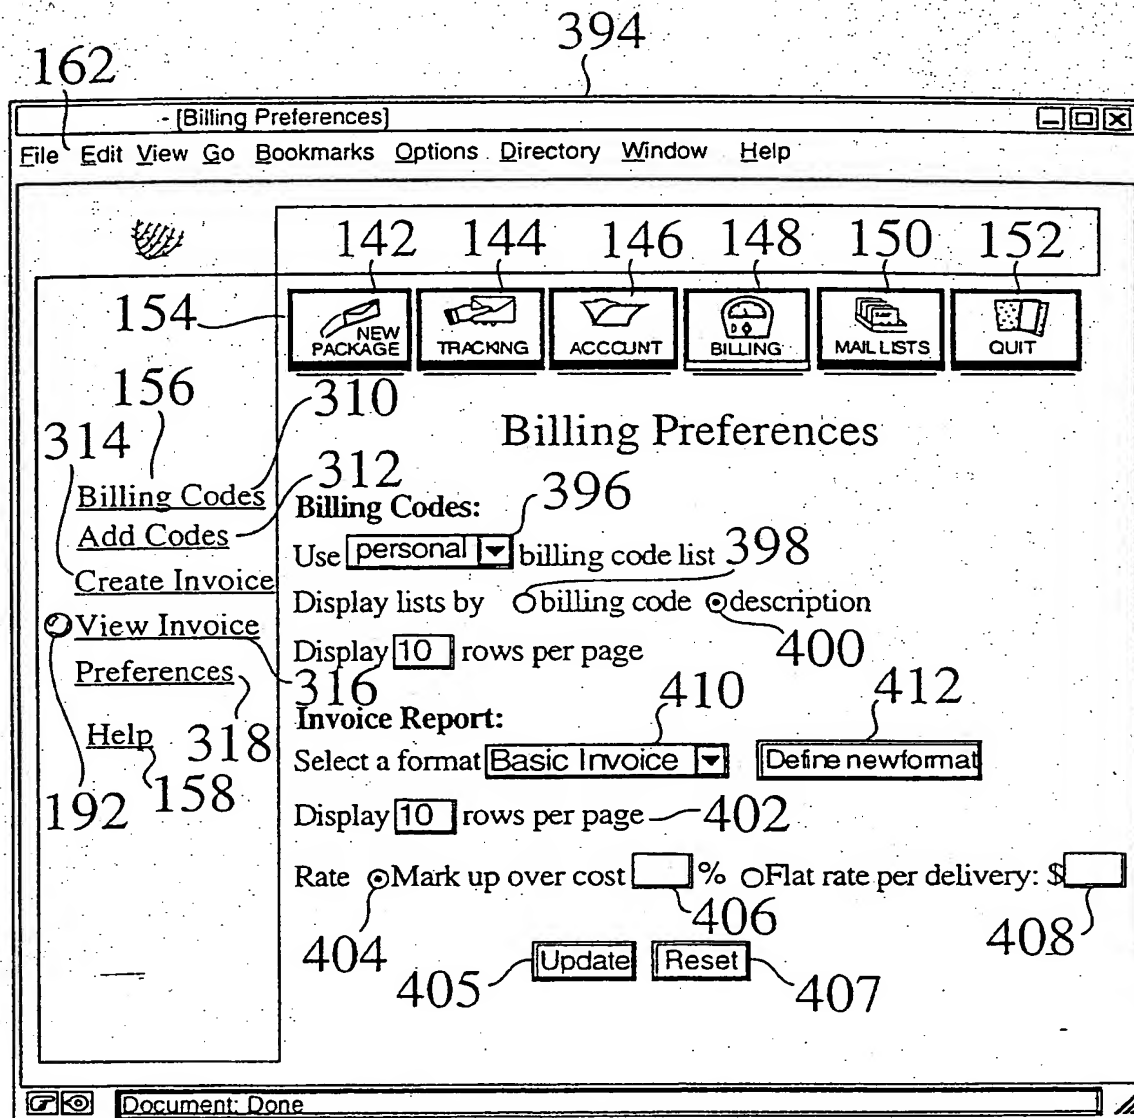 394
162
- [Billing Preferences]
File Edit View Go Bookmarks Options Directory Window Help
142 144 146 148 150 152
154
NEW PACKAGE
TRACKING
ACCOUNT
BILLING
MAIL LISTS
QUIT
156
310
314
Billing Preferences
312
396
Billing Codes
Billing Codes:
Add Codes
Use personal billing code list 398
Create Invoice
Display lists by billing code description
View Invoice
400
Display 10 rows per page
Preferences
316
410
412
Invoice Report:
Help
318
Select a format Basic Invoice Define newformat
192
158
Display 10 rows per page 402
Rate Mark up over cost % Flat rate per delivery: $
404
406
408
405
Update Reset
407
Document: Done